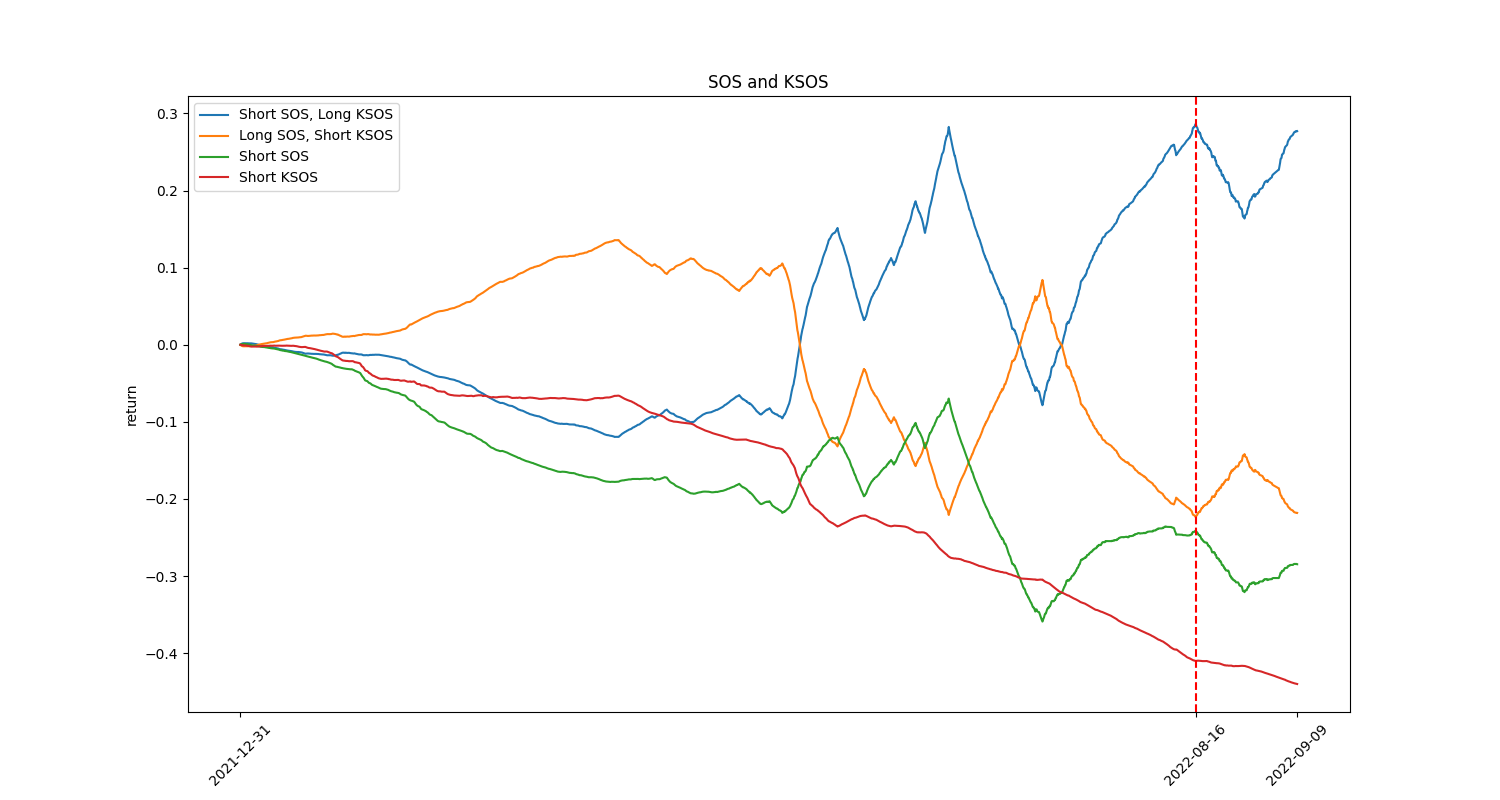 SOS and KSOS
Short SOS, Long KSOS
Long SOS, Short KSOS
Short SOS
Short KSOS
0.3
0.2
0.1
0.0
−0.1
−0.2
−0.3
−0.4
return
2021-12-31
2022-08-16
2022-09-09